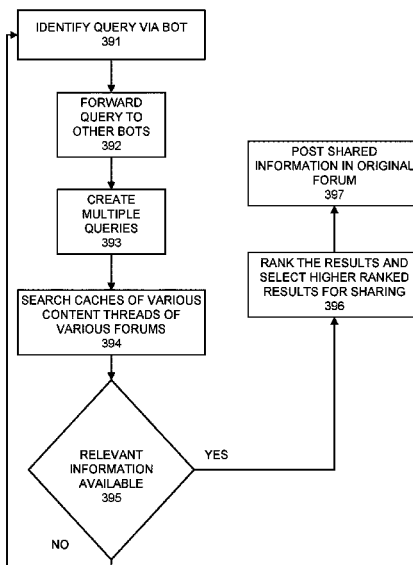 IDENTIFY QUERY VIA BOT
391
FORWARD
QUERY TO
OTHER BOTS
392
CREATE
MULTIPLE
QUERIES
393
SEARCH CACHES OF VARIOUS
CONTENT THREADS OF
VARIOUS FORUMS
394
RELEVANT
INFORMATION
AVAILABLE
395
YES
NO
RANK THE RESULTS AND
SELECT HIGHER RANKED
RESULTS FOR SHARING
396
POST SHARED
INFORMATION IN ORIGINAL
FORUM
397